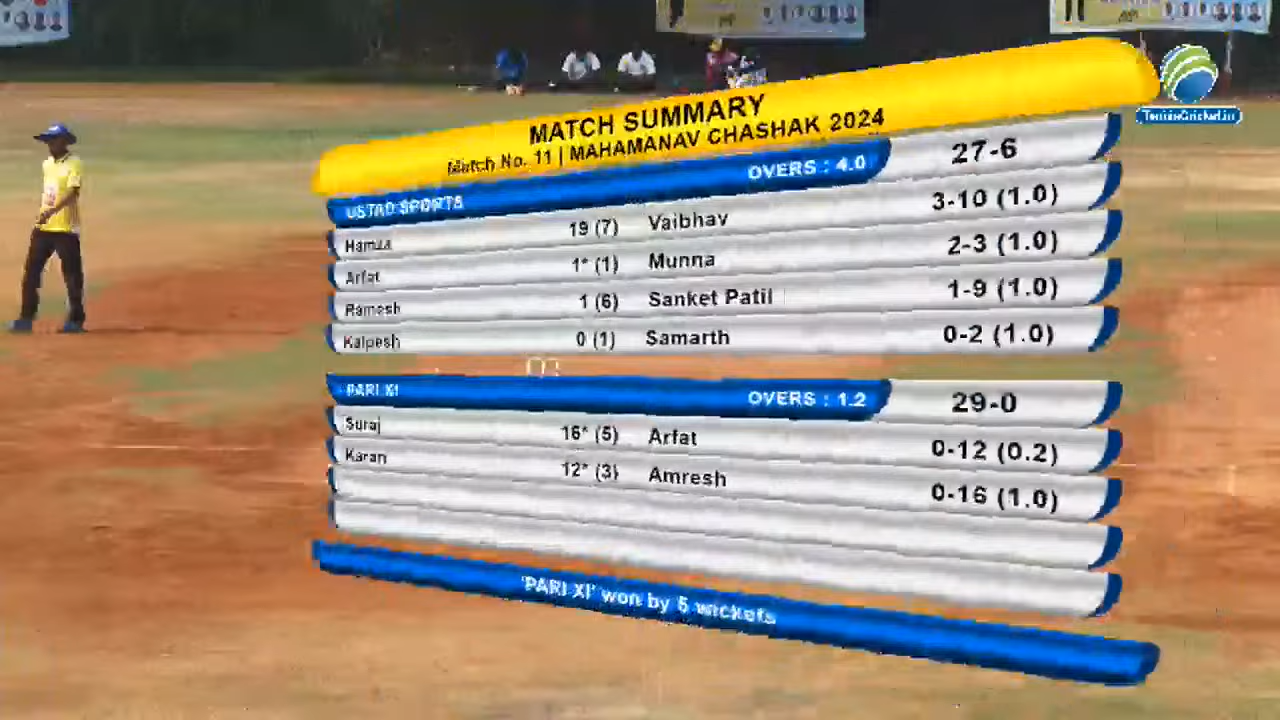 TennisCricket.in
MATCH SUMMARY
Match No. 11 | MAHAMANAV CHASHAK 2024
USTAD SPORTS OVERS : 4.0 27-6
Hamza 19 (7) Vaibhav 3-10 (1.0)
Arfat 1* (1) Munna 2-3 (1.0)
Ramesh 1 (6) Sanket Patil 1-9 (1.0)
Kalpesh 0 (1) Samarth 0-2 (1.0)
PARI XI OVERS : 1.2 29-0
Suraj 16* (5) Arfat 0-12 (0.2)
Karan 12* (3) Amresh 0-16 (1.0)
'PARI XI' won by 5 wickets